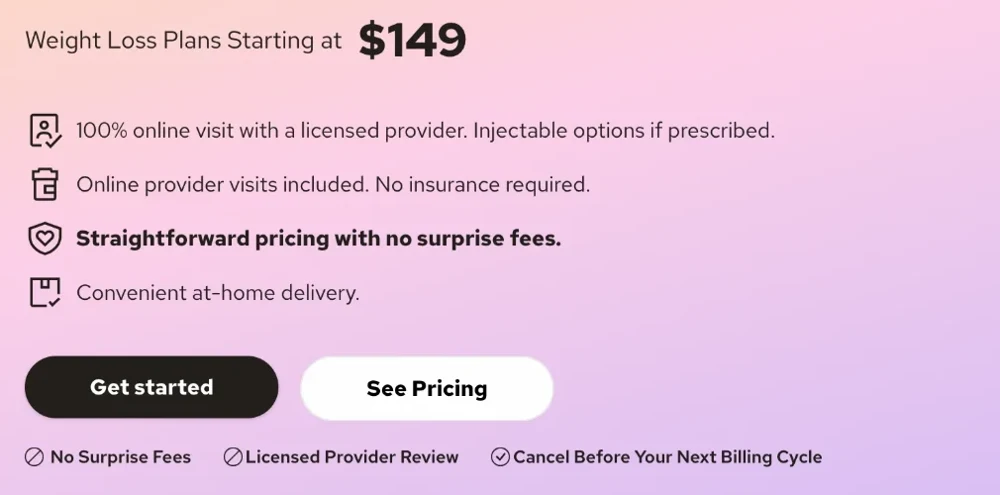 Weight Loss Plans Starting at $149
100% online visit with a licensed provider. Injectable options if prescribed.
Online provider visits included. No insurance required.
Straightforward pricing with no surprise fees.
Convenient at-home delivery.
Get started See Pricing
No Surprise Fees Licensed Provider Review Cancel Before Your Next Billing Cycle